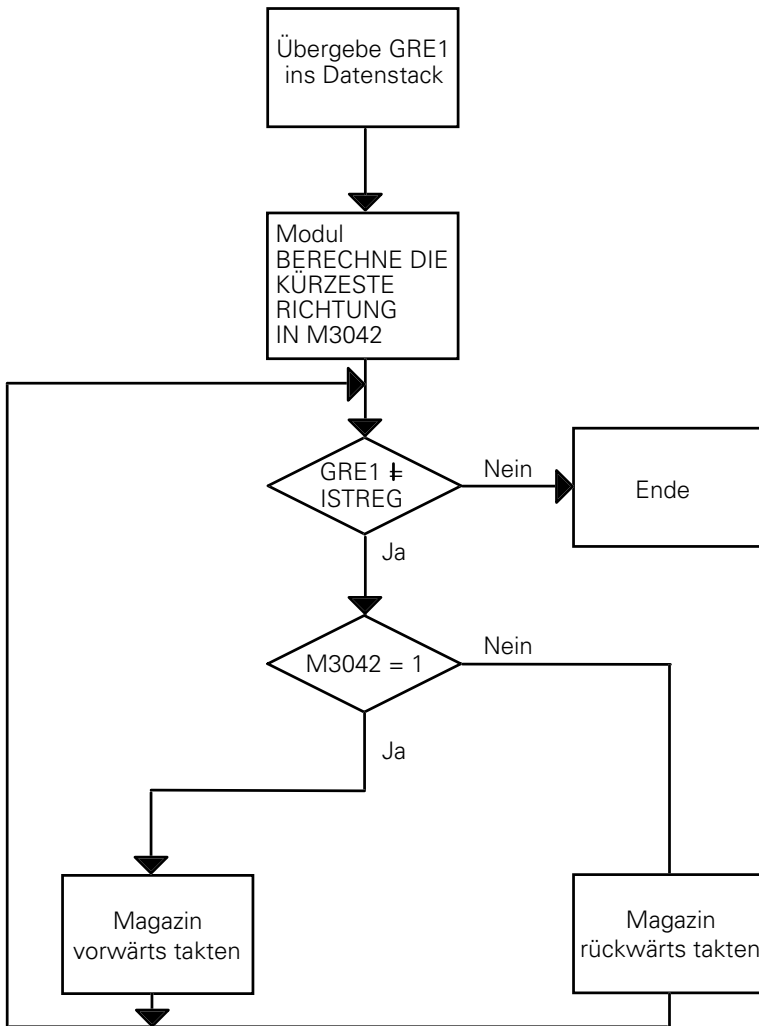 Übergebe GRE1
ins Datenstack
Modul
BERECHNE DIE
KÜRZESTE
RICHTUNG
IN M3042
GRE1 ≠
ISTREG
Nein
Ende
Ja
M3042 = 1
Nein
Ja
Magazin
vorwärts takten
Magazin
rückwärts takten